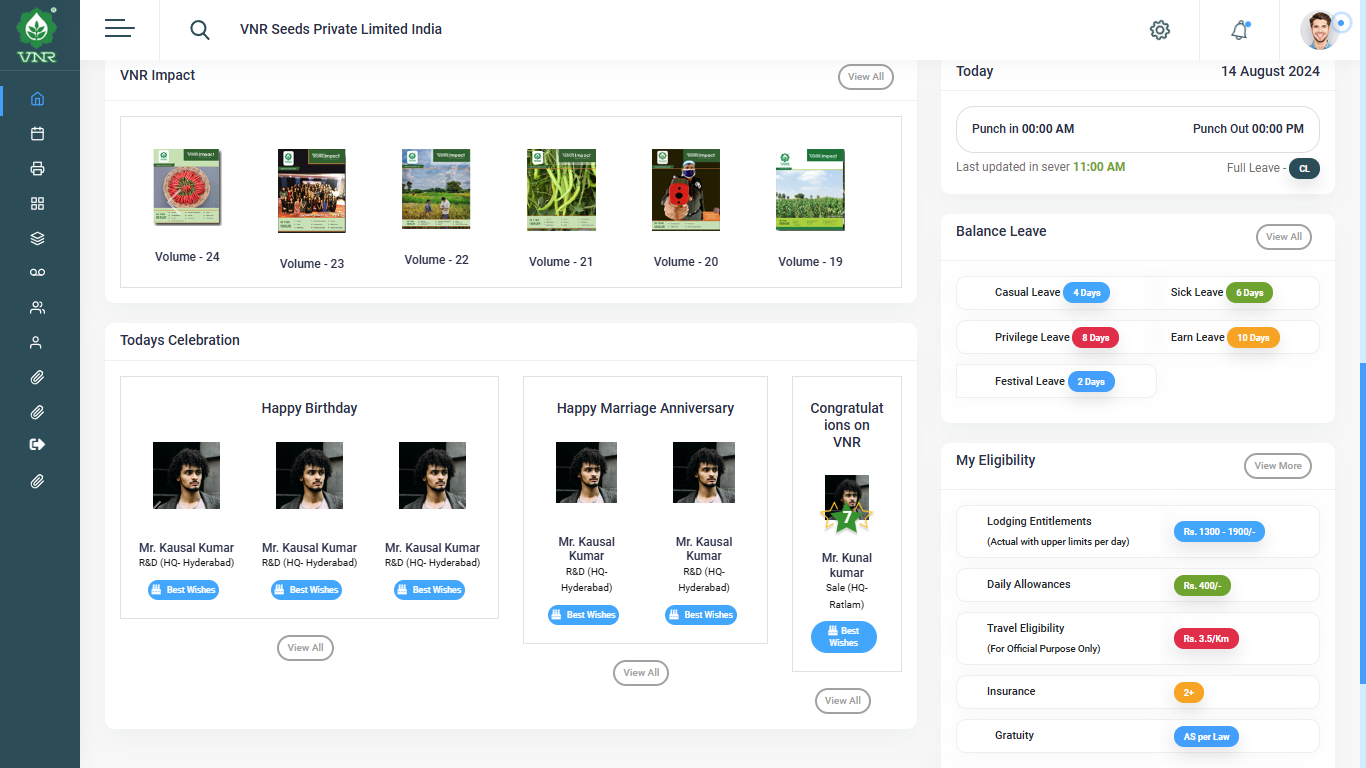 VNR
VNR Seeds Private Limited India
VNR Impact
View All
Volume - 24
Volume - 23
Volume - 22
Volume - 21
Volume - 20
Volume - 19
Todays Celebration
Happy Birthday
Mr. Kausal Kumar
R&D (HQ- Hyderabad)
Best Wishes
Mr. Kausal Kumar
R&D (HQ- Hyderabad)
Best Wishes
Mr. Kausal Kumar
R&D (HQ- Hyderabad)
Best Wishes
View All
Happy Marriage Anniversary
Mr. Kausal
Kumar
R&D (HQ-
Hyderabad)
Best Wishes
Mr. Kausal
Kumar
R&D (HQ-
Hyderabad)
Best Wishes
View All
Congratulat
ions on
VNR
7
Mr. Kunal
kumar
Sale (HQ-
Ratlam)
Best
Wishes
View All
Today
14 August 2024
Punch in 00:00 AM
Punch Out 00:00 PM
Last updated in sever 11:00 AM
Full Leave - CL
Balance Leave
View All
Casual Leave 4 Days
Sick Leave 6 Days
Privilege Leave 8 Days
Earn Leave 10 Days
Festival Leave 2 Days
My Eligibility
View More
Lodging Entitlements
(Actual with upper limits per day)
Rs. 1300 - 1900/-
Daily Allowances
Rs. 400/-
Travel Eligibility
(For Official Purpose Only)
Rs. 3.5/Km
Insurance
2+
Gratuity
AS per Law